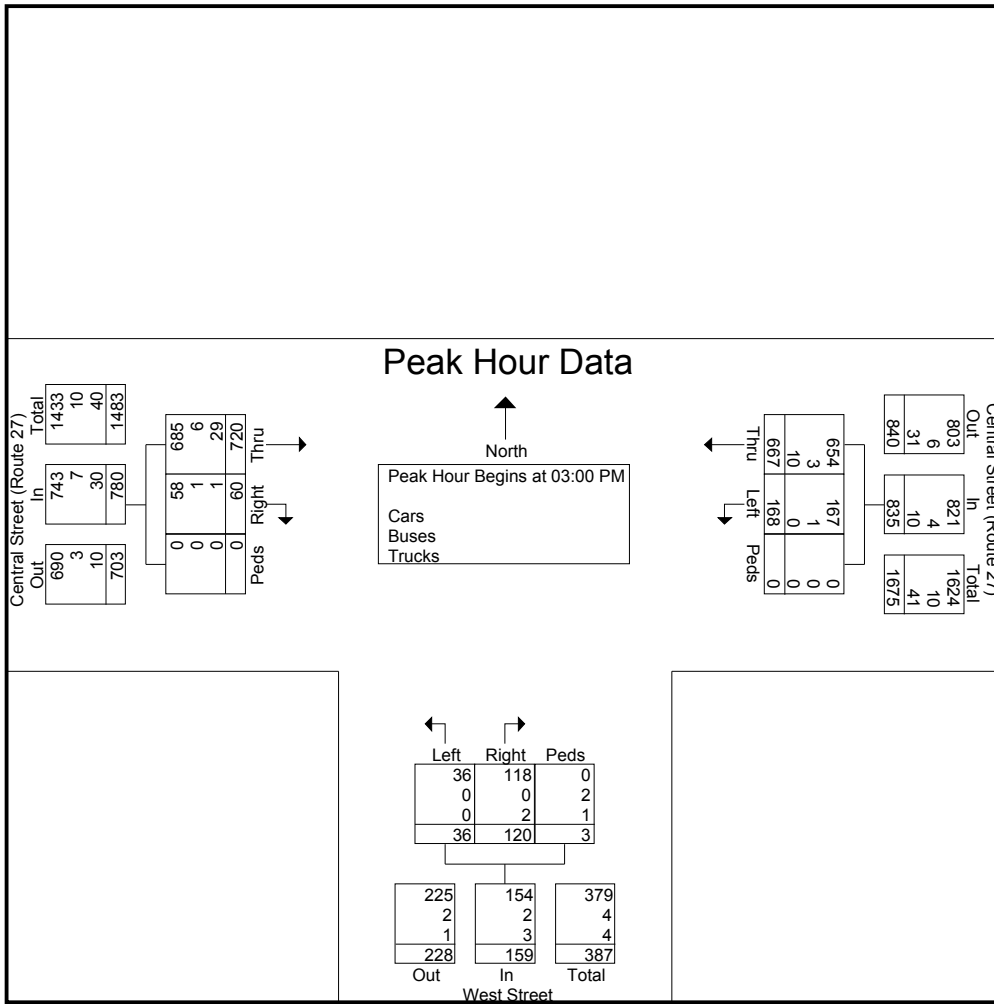 Peak Hour Data
North
Peak Hour Begins at 03:00 PM
Cars
Buses
Trucks
Central Street (Route 27)
Out In Total
690 743 1433
3 7 10
10 30 40
703 780 1483
0 58 685
0 1 6
0 1 29
0 60 720
Peds Right Thru
Central Street (Route 27)
Out In Total
803 821 1624
6 4 10
31 10 41
840 835 1675
654 167 0
3 1 0
10 0 0
667 168 0
Thru Left Peds
Left Right Peds
36 118 0
0 0 2
0 2 1
36 120 3
225 154 379
2 2 4
1 3 4
228 159 387
Out In Total
West Street